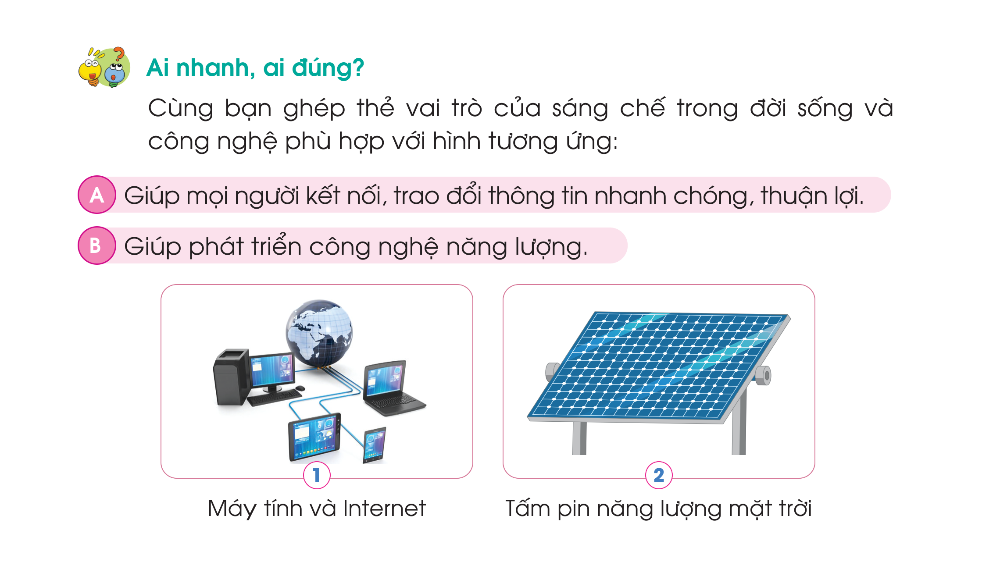 Ai nhanh, ai đúng?
Cùng bạn ghép thẻ vai trò của sáng chế trong đời sống và
công nghệ phù hợp với hình tương ứng:
A Giúp mọi người kết nối, trao đổi thông tin nhanh chóng, thuận lợi.
B Giúp phát triển công nghệ năng lượng.
1
2
Máy tính và Internet
Tấm pin năng lượng mặt trời